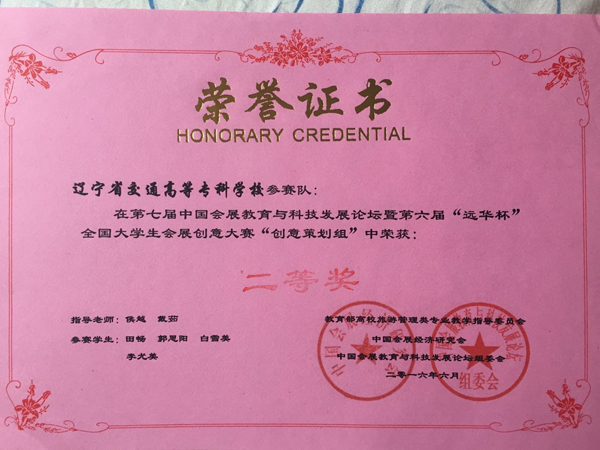 荣誉证书
HONORARY CREDENTIAL
辽宁省交通高等专科学校参赛队：
在第七届中国会展教育与科技发展论坛暨第六届“远华杯”
全国大学生会展创意大赛“创意策划组”中荣获：
二等奖
指导老师：侯越 戴茹
参赛学生：田畅 郭思阳 白雪美
李尤美
教育部高校旅游管理类专业教学指导委员会
中国会展经济研究会
中国会展教育与科技发展论坛组委会
二〇一六年六月
组委会